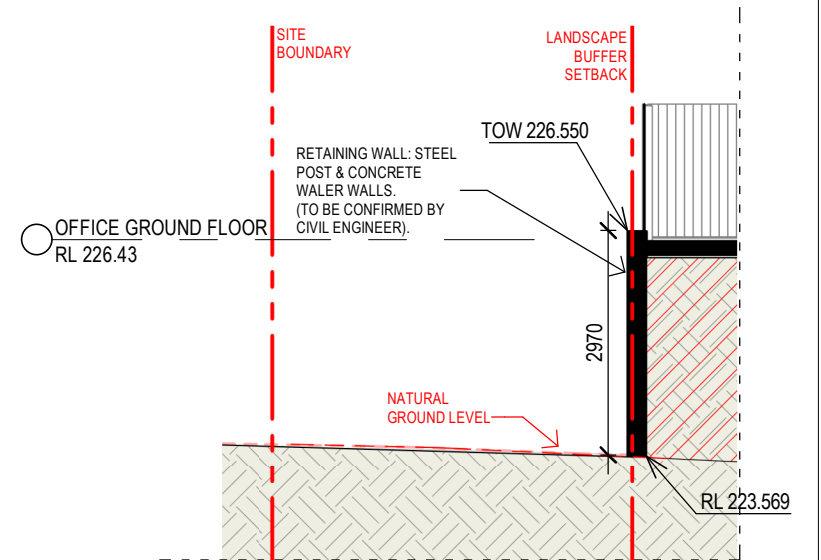 SITE
BOUNDARY
LANDSCAPE
BUFFER
SETBACK
TOW 226.550
RETAINING WALL: STEEL
POST & CONCRETE
WALER WALLS.
(TO BE CONFIRMED BY
CIVIL ENGINEER).
OFFICE GROUND FLOOR
RL 226.43
2970
NATURAL
GROUND LEVEL
RL 223.569